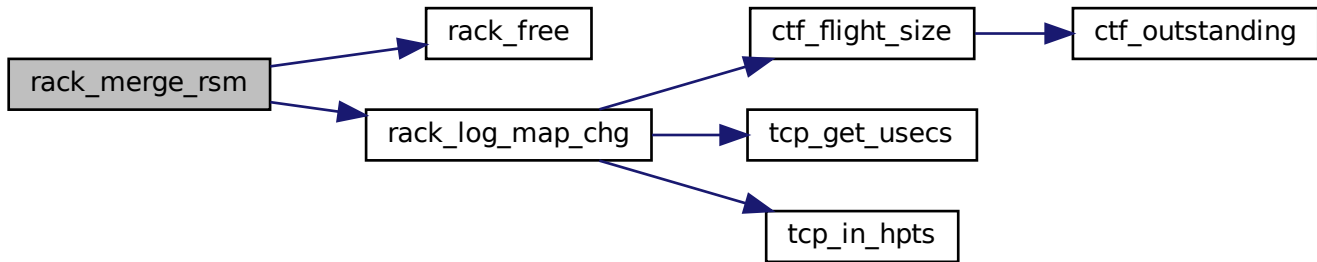 rack_merge_rsm
rack_free
rack_log_map_chg
ctf_flight_size
ctf_outstanding
tcp_get_usecs
tcp_in_hpts